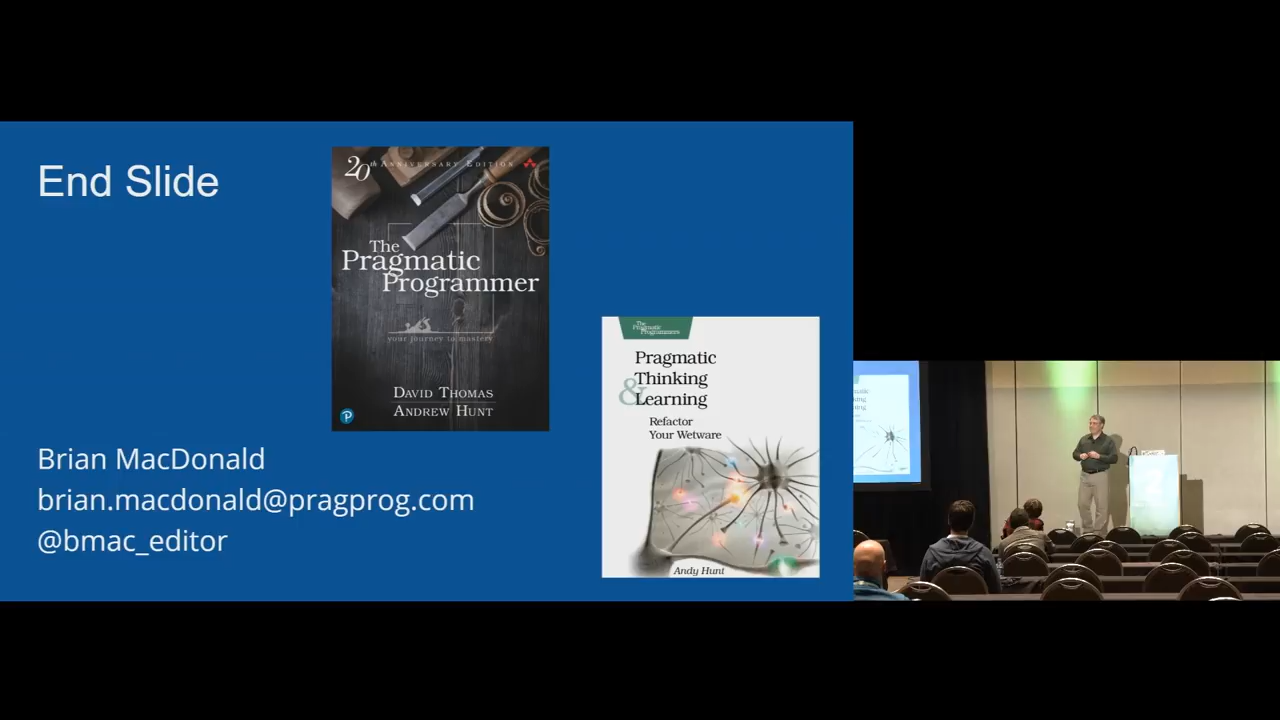 End Slide
20th ANNIVERSARY EDITION
The
Pragmatic
Programmer
your journey to mastery
DAVID THOMAS
ANDREW HUNT
P
The
Pragmatic
Programmers
Pragmatic
Thinking
& Learning
Refactor
Your Wetware
Andy Hunt
Brian MacDonald
brian.macdonald@pragprog.com
@bmac_editor